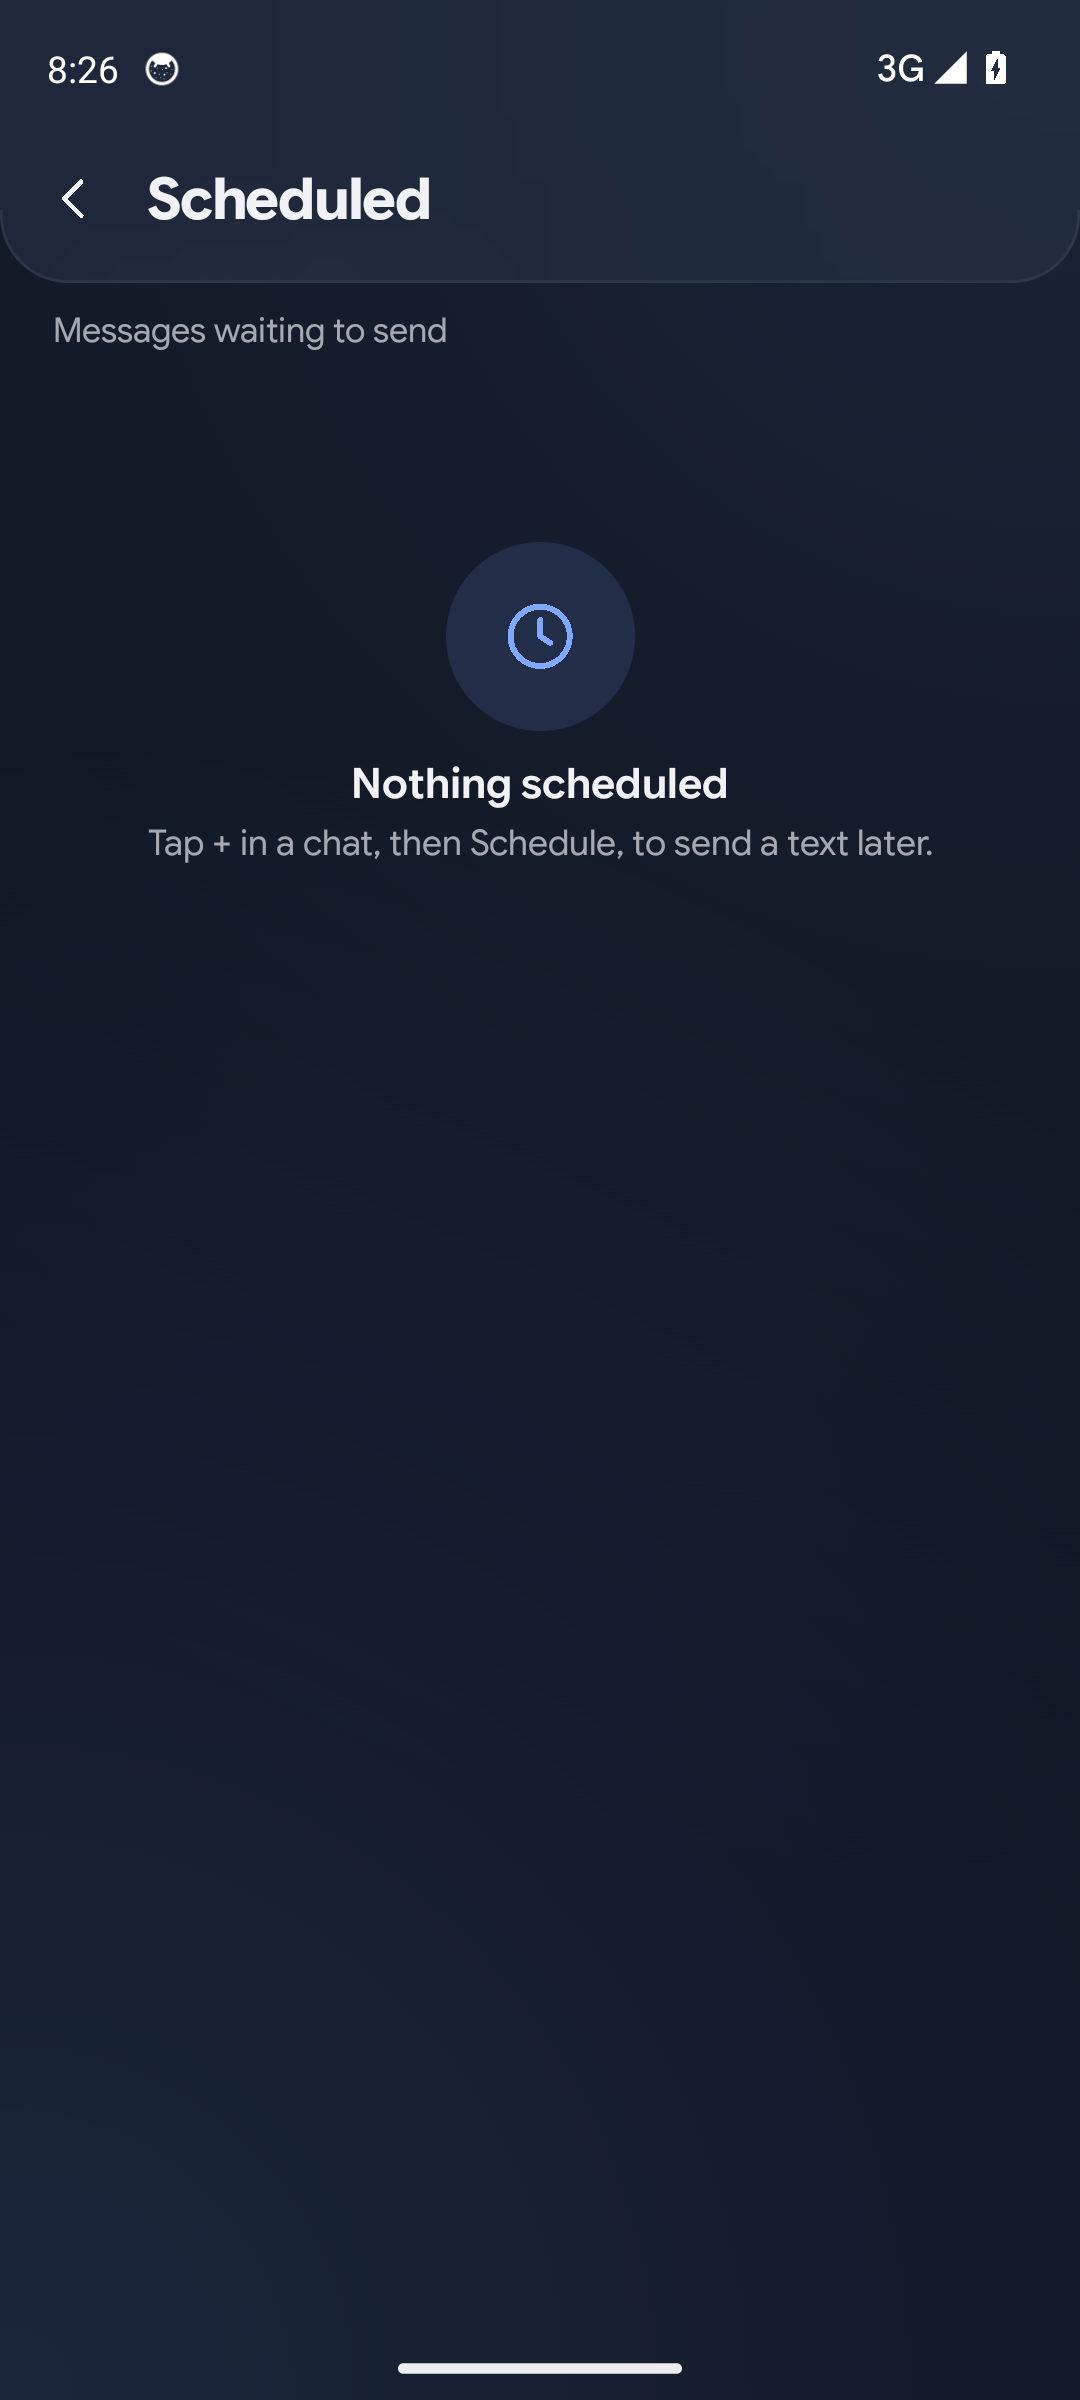 8:26
3G
Scheduled
Messages waiting to send
Nothing scheduled
Tap + in a chat, then Schedule, to send a text later.